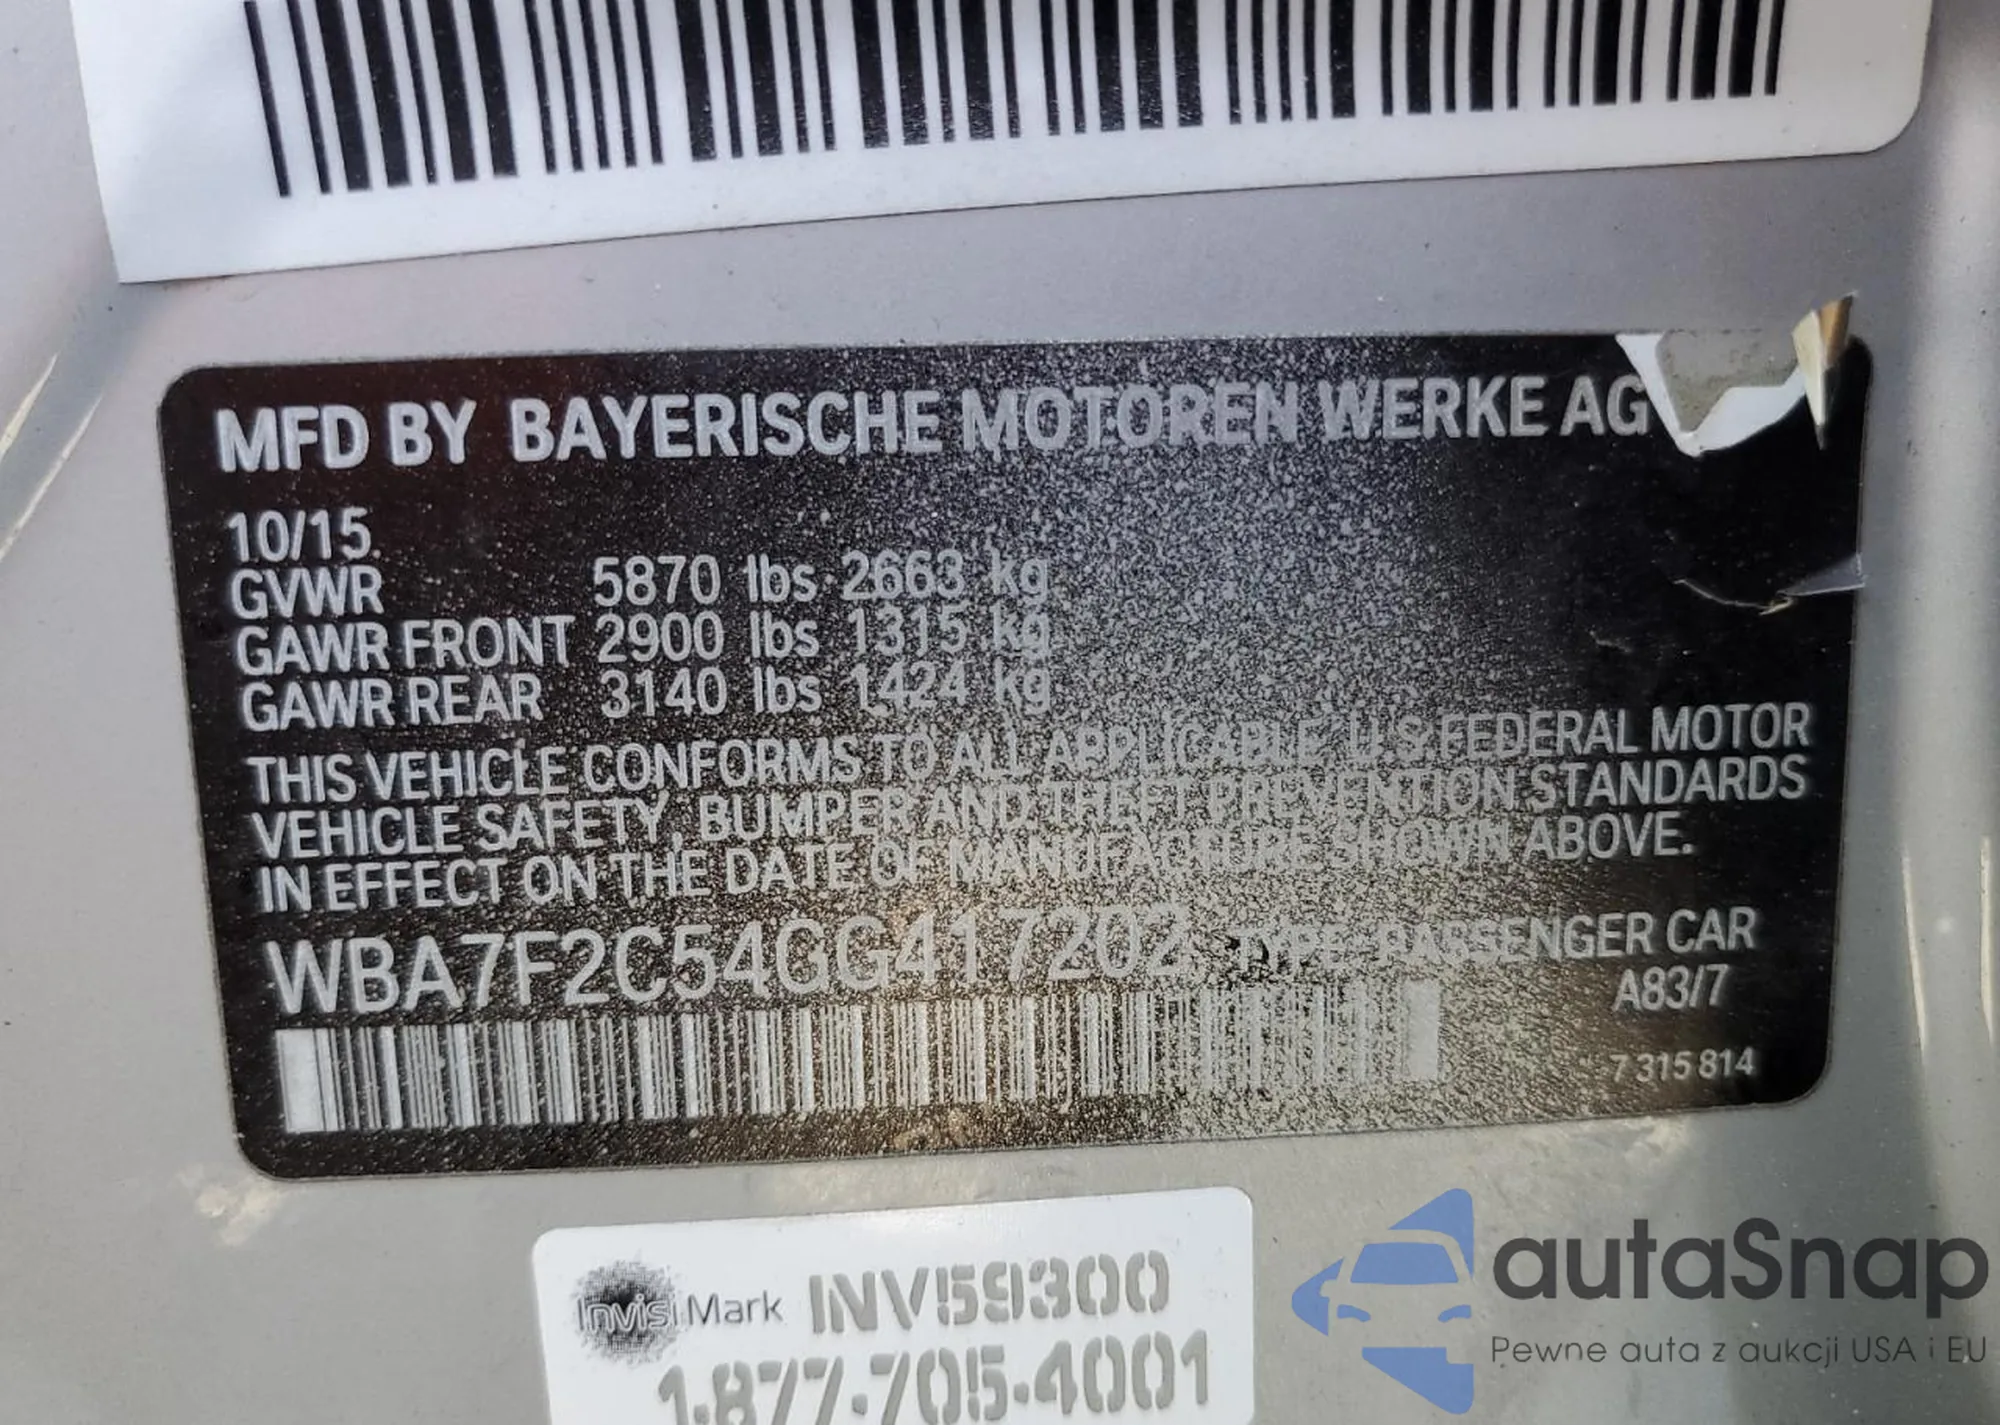 MFD BY BAYERISCHE MOTOREN WERKE AG
10/15
GVWR 5870 lbs 2663 kg
GAWR FRONT 2900 lbs 1315 kg
GAWR REAR 3140 lbs 1424 kg
THIS VEHICLE CONFORMS TO ALL APPLICABLE U.S FEDERAL MOTOR
VEHICLE SAFETY, BUMPER AND THEFT PREVENTION STANDARDS
IN EFFECT ON THE DATE OF MANUFACTURE SHOWN ABOVE.
WBA7F2C54GG417202 TYPE: PASSENGER CAR
A83/7
7 315 814
InvisiMark INV59300
1-877-705-4001
autaSnap
Pewne auta z aukcji USA i EU